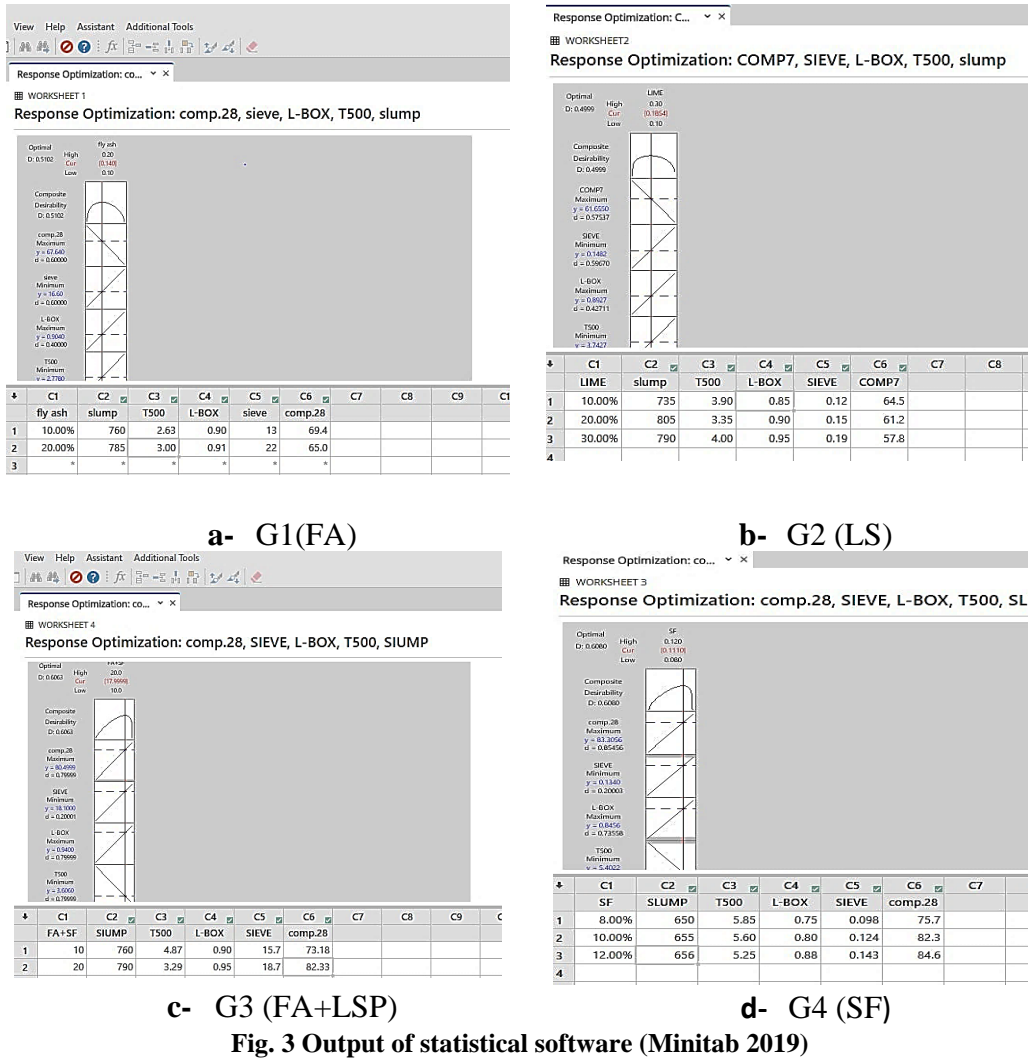 View Help Assistant Additional Tools
Response Optimization: co...
WORKSHEET 1
Response Optimization: comp.28, sieve, L-BOX, T500, slump
Optimal
D: 0.5102
High
Cur
Low
fly ash
0.20
[0.140]
0.10
Composite
Desirability
D: 0.5102
comp.28
Maximum
y = 67.640
d = 0.60000
sieve
Minimum
y = 16.60
d = 0.60000
L-BOX
Maximum
y = 0.9040
d = 0.40000
T500
Minimum
y = 2.7780
C1 C2 C3 C4 C5 C6 C7 C8 C9 C1
fly ash slump T500 L-BOX sieve comp.28
1 10.00% 760 2.63 0.90 13 69.4
2 20.00% 785 3.00 0.91 22 65.0
3 * * * * * *
a- G1(FA)
Response Optimization: C...
WORKSHEET2
Response Optimization: COMP7, SIEVE, L-BOX, T500, slump
Optimal
D: 0.4999
High
Cur
Low
LIME
0.30
[0.1854]
0.10
Composite
Desirability
D: 0.4999
COMP7
Maximum
y = 61.6550
d = 0.57537
SIEVE
Minimum
y = 0.1482
d = 0.59670
L-BOX
Maximum
y = 0.8927
d = 0.42711
T500
Minimum
y = 3.7427
C1 C2 C3 C4 C5 C6 C7 C8
LIME slump T500 L-BOX SIEVE COMP7
1 10.00% 735 3.90 0.85 0.12 64.5
2 20.00% 805 3.35 0.90 0.15 61.2
3 30.00% 790 4.00 0.95 0.19 57.8
4
b- G2 (LS)
View Help Assistant Additional Tools
Response Optimization: co...
WORKSHEET 4
Response Optimization: comp.28, SIEVE, L-BOX, T500, SIUMP
Optimal
D: 0.6063
High
Cur
Low
FA+SF
20.0
[17.9999]
10.0
Composite
Desirability
D: 0.6063
comp.28
Maximum
y = 80.4999
d = 0.79999
SIEVE
Minimum
y = 18.1000
d = 0.20001
L-BOX
Maximum
y = 0.9400
d = 0.79999
T500
Minimum
y = 3.6060
d = 0.79999
C1 C2 C3 C4 C5 C6 C7 C8 C9 C
FA+SF SIUMP T500 L-BOX SIEVE comp.28
1 10 760 4.87 0.90 15.7 73.18
2 20 790 3.29 0.95 18.7 82.33
c- G3 (FA+LSP)
Response Optimization: co...
WORKSHEET 3
Response Optimization: comp.28, SIEVE, L-BOX, T500, SL
Optimal
D: 0.6080
High
Cur
Low
SF
0.120
[0.1110]
0.080
Composite
Desirability
D: 0.6080
comp.28
Maximum
y = 83.3056
d = 0.85456
SIEVE
Minimum
y = 0.1340
d = 0.20003
L-BOX
Maximum
y = 0.8456
d = 0.73558
T500
Minimum
y = 5.4022
C1 C2 C3 C4 C5 C6 C7
SF SLUMP T500 L-BOX SIEVE comp.28
1 8.00% 650 5.85 0.75 0.098 75.7
2 10.00% 655 5.60 0.80 0.124 82.3
3 12.00% 656 5.25 0.88 0.143 84.6
4
d- G4 (SF)
Fig. 3 Output of statistical software (Minitab 2019)